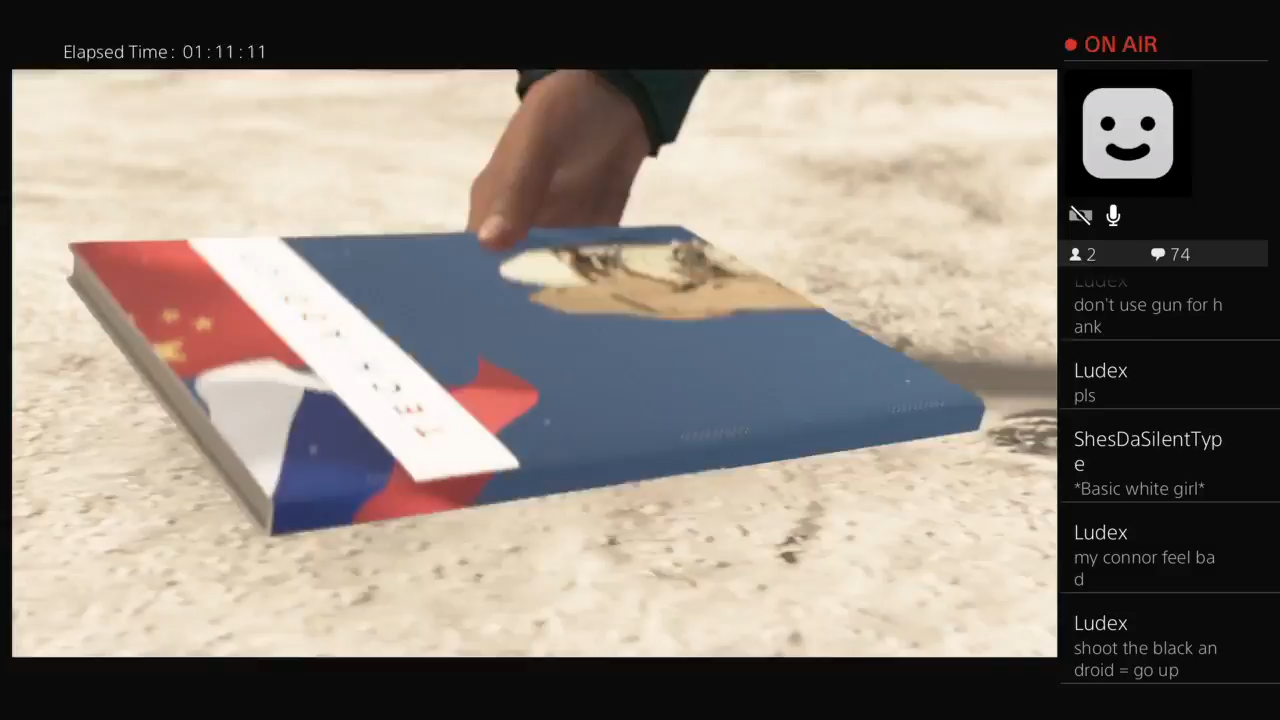 Elapsed Time: 01:11:11
ON AIR
2
74
Ludex
don't use gun for h
ank
Ludex
pls
ShesDaSilentTyp
e
*Basic white girl*
Ludex
my connor feel ba
d
Ludex
shoot the black an
droid = go up